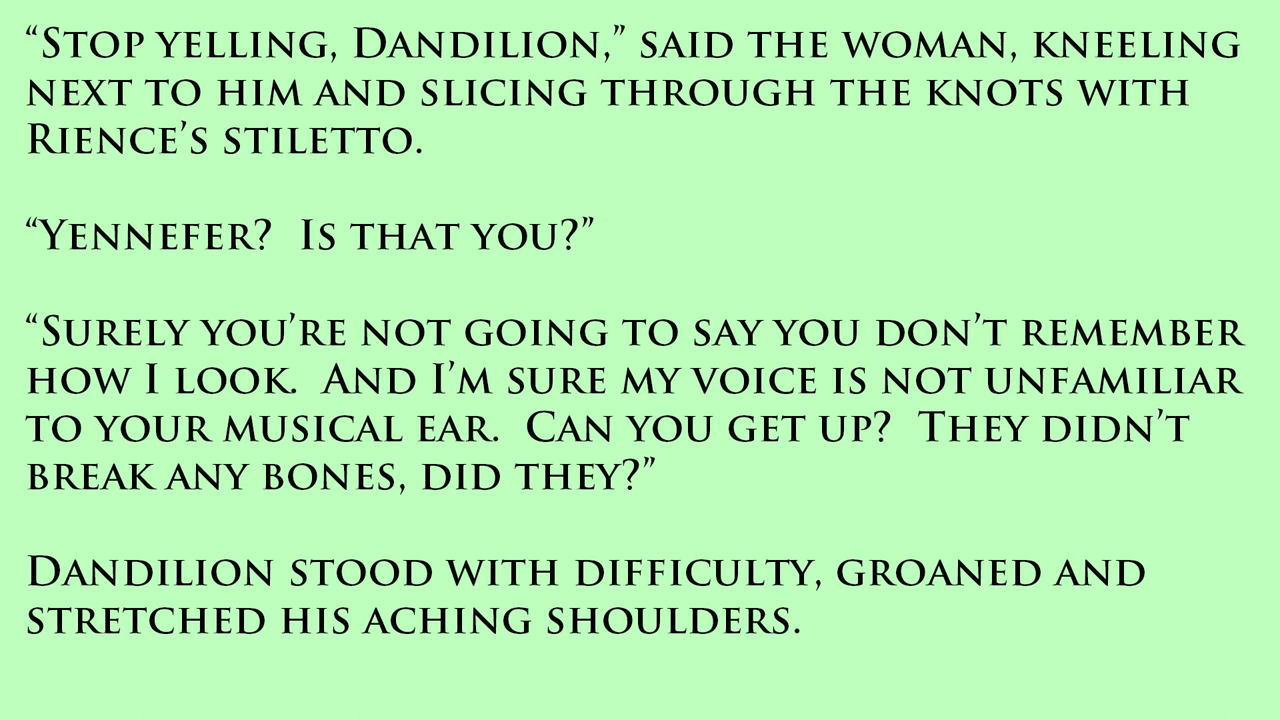 “Stop yelling, Dandilion,” said the woman, kneeling
next to him and slicing through the knots with
Rience’s stiletto.
“Yennefer?  Is that you?”
“Surely you’re not going to say you don’t remember
how I look.  And I’m sure my voice is not unfamiliar
to your musical ear.  Can you get up?  They didn’t
break any bones, did they?”
Dandilion stood with difficulty, groaned and
stretched his aching shoulders.